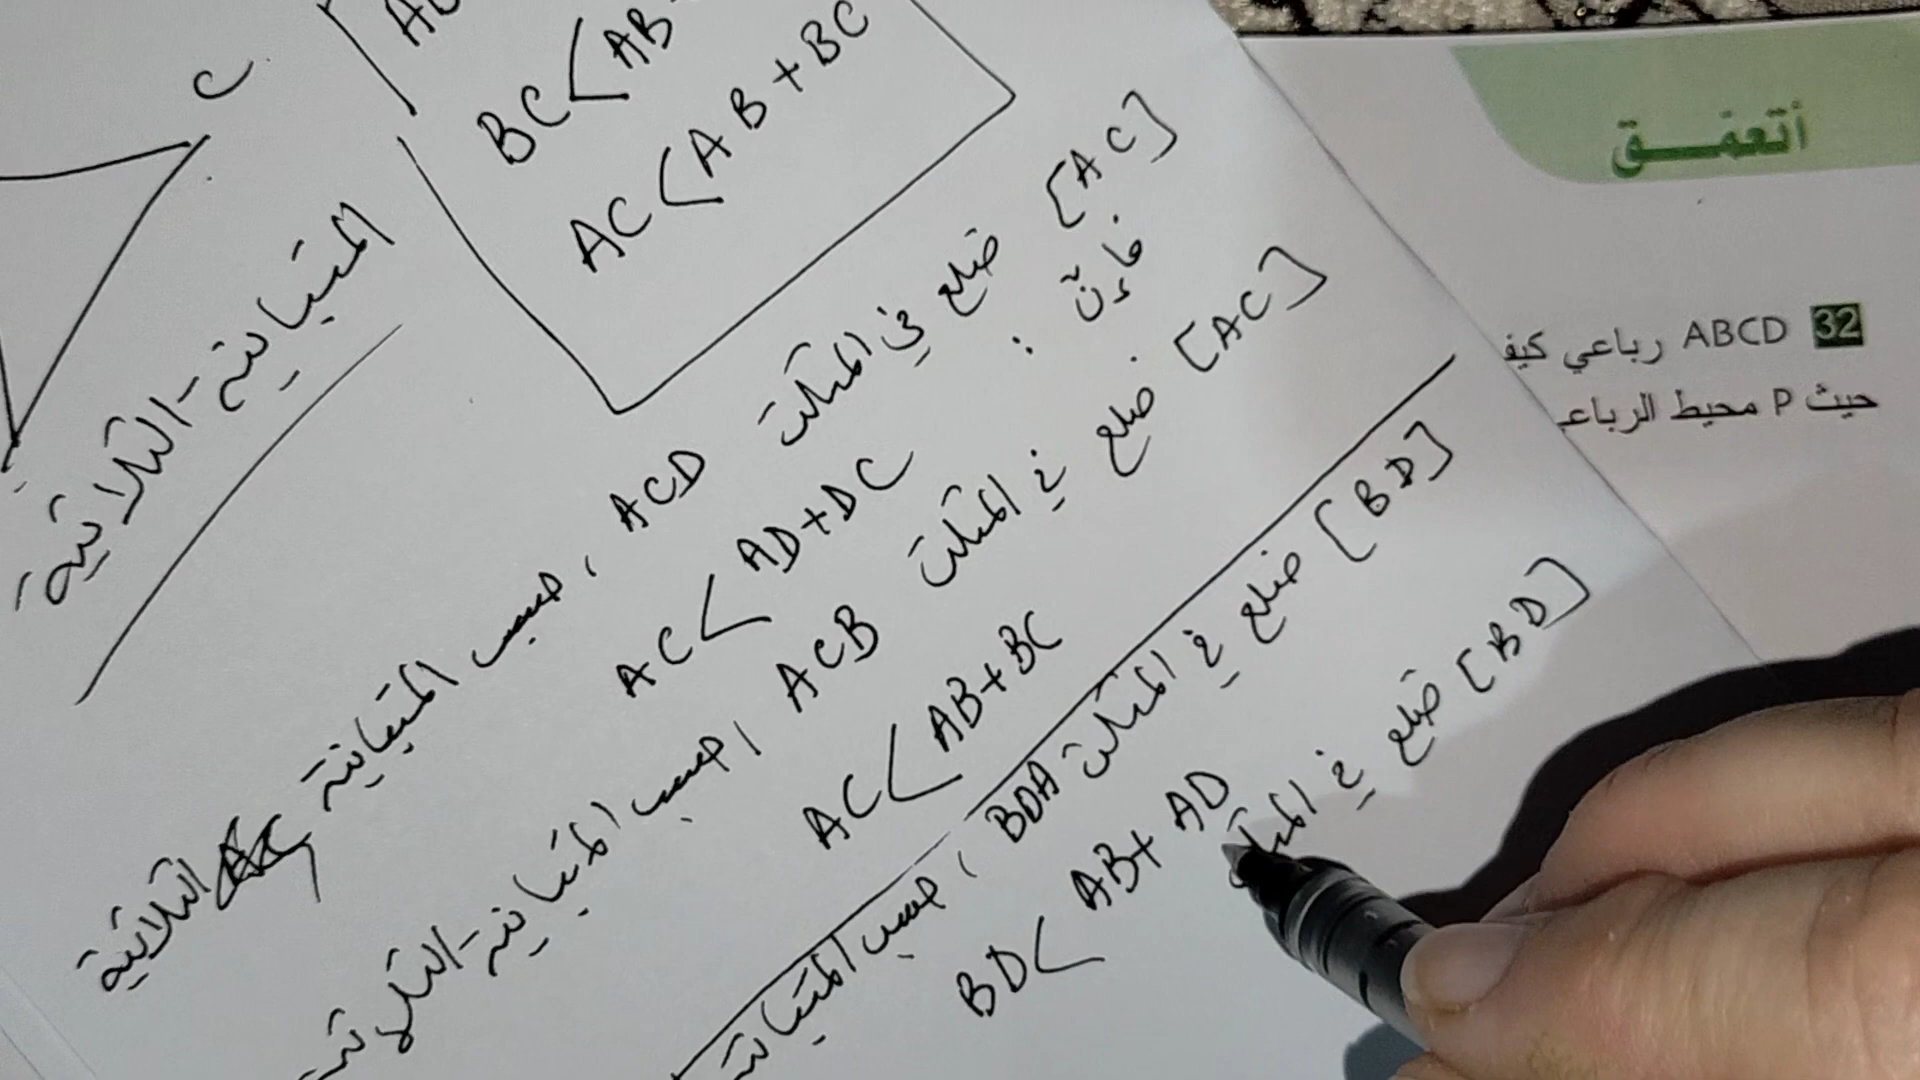 C
BC < AB
AC < AB + BC
المتباينة الثلاثية
[AC] ضلع في المثلث ACD ، حسب المتباينة الثلاثية
فإن :
AC < AD + DC
[AC] ضلع في المثلث ACB ، حسب المتباينة الثلاثية
AC < AB + BC
[BD] ضلع في المثلث BDA ، حسب المتباينة
BD < AB + AD
[BD] ضلع في
أتعمق
32 ABCD رباعي كيف
حيث P محيط الرباع